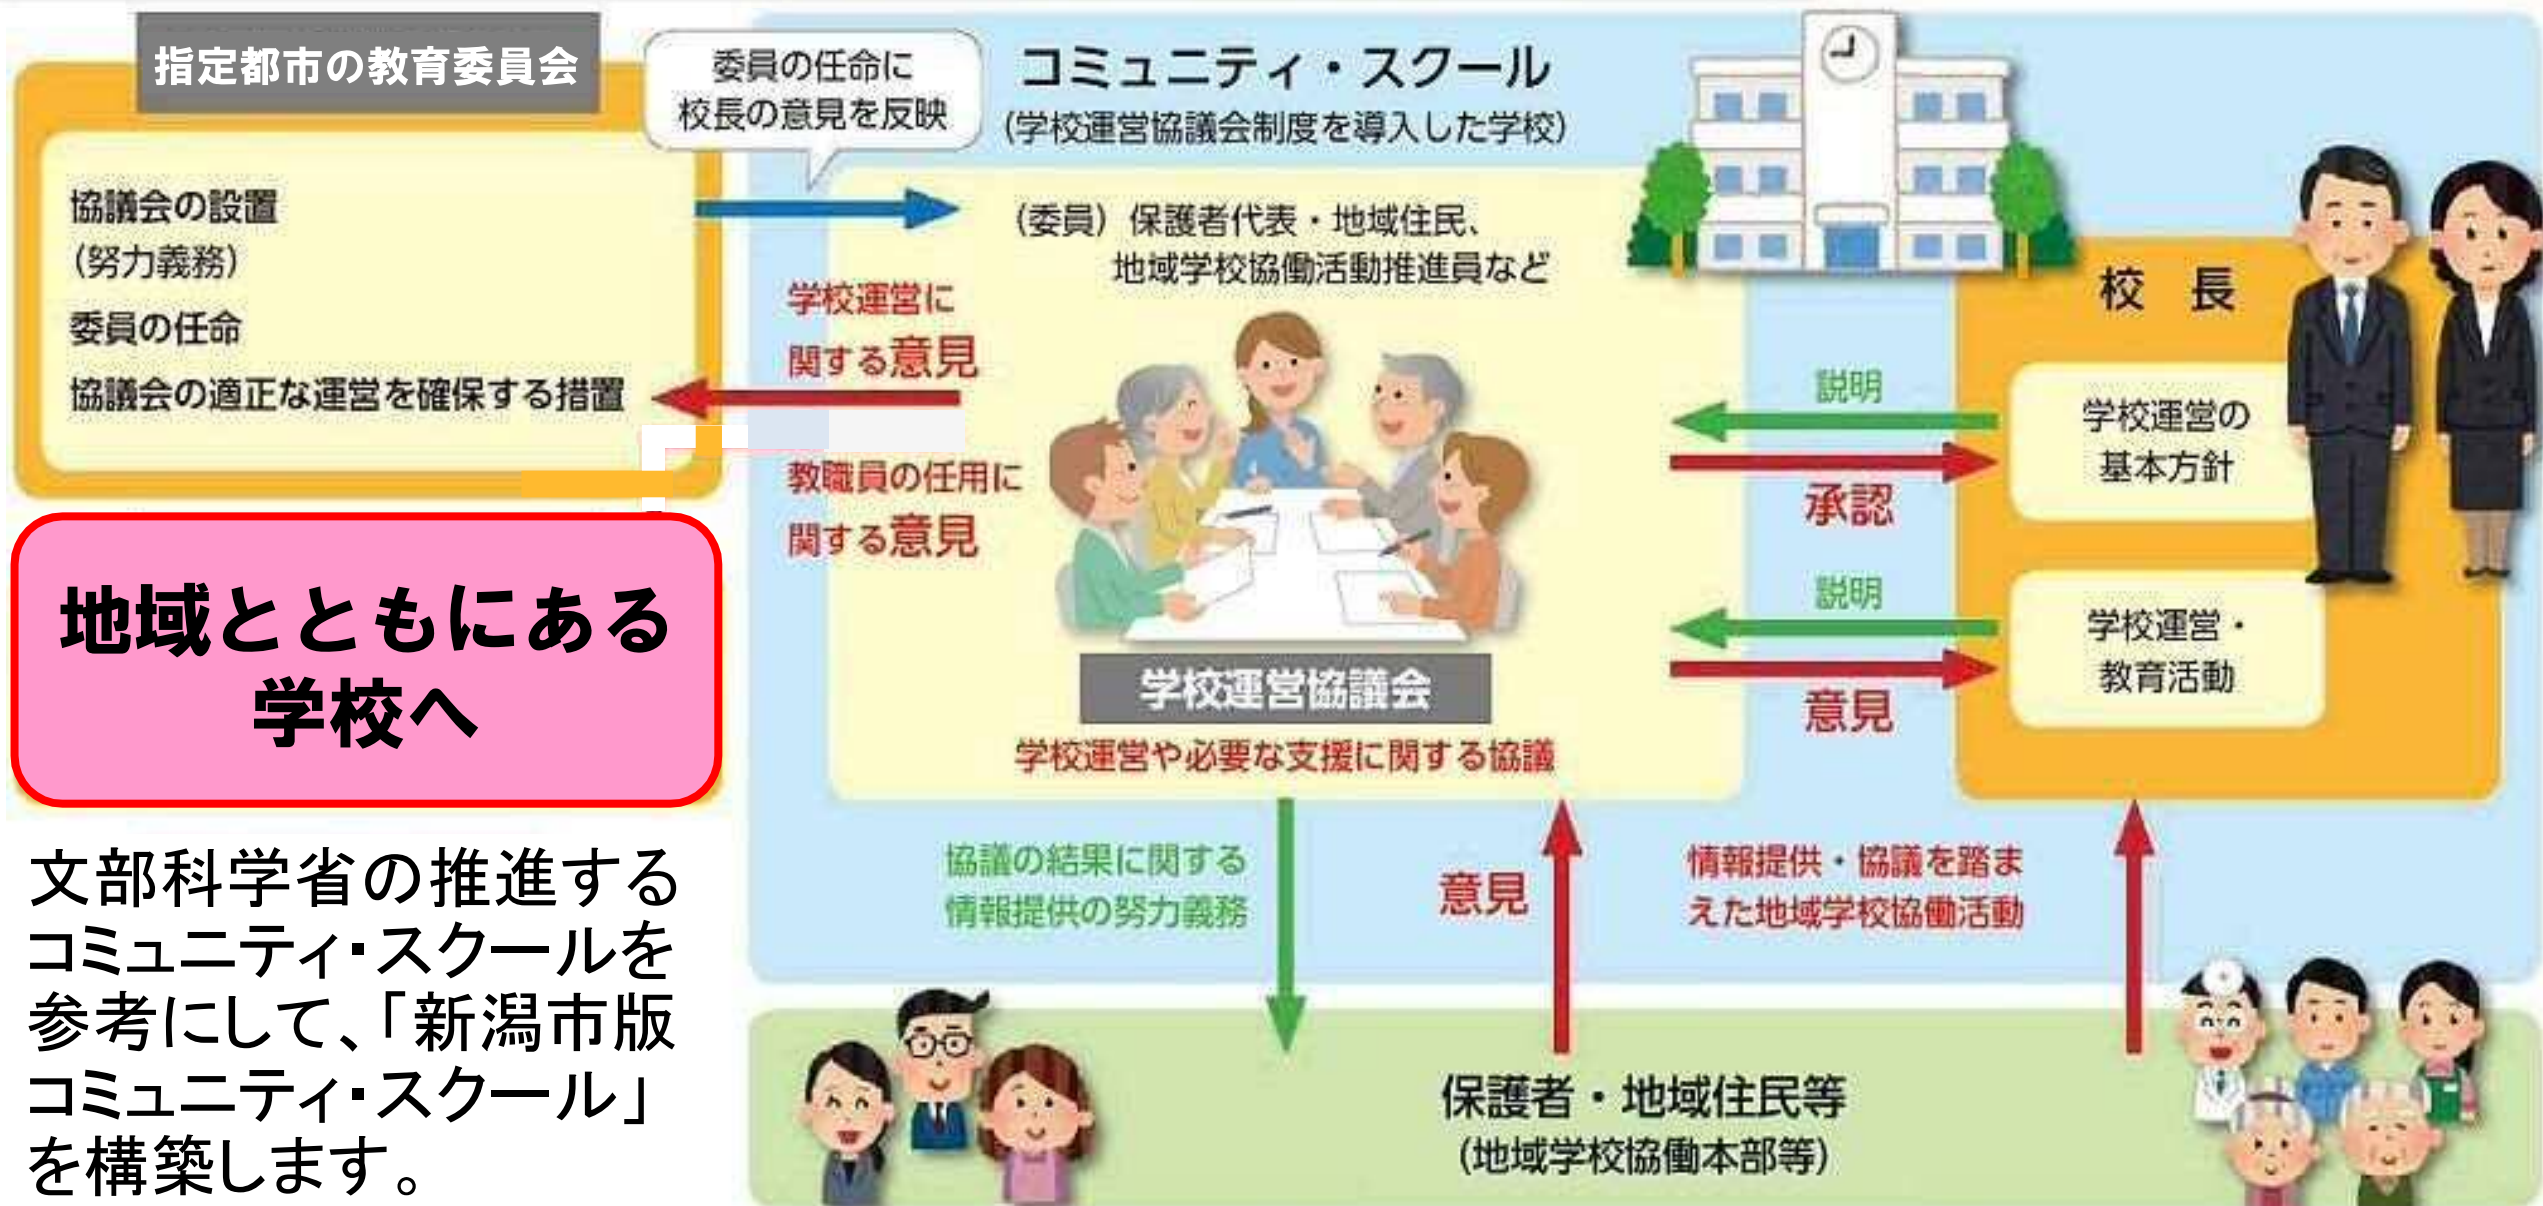 指定都市の教育委員会
協議会の設置
（努力義務）
委員の任命
協議会の適正な運営を確保する措置
委員の任命に
校長の意見を反映
コミュニティ・スクール
（学校運営協議会制度を導入した学校）
（委員）保護者代表・地域住民、
地域学校協働活動推進員など
学校運営に
関する意見
教職員の任用に
関する意見
学校運営協議会
学校運営や必要な支援に関する協議
校　長
説明
承認
学校運営の
基本方針
説明
意見
学校運営・
教育活動
地域とともにある
学校へ
文部科学省の推進する
コミュニティ・スクールを
参考にして、「新潟市版
コミュニティ・スクール」
を構築します。
協議の結果に関する
情報提供の努力義務
意見
情報提供・協議を踏ま
えた地域学校協働活動
保護者・地域住民等
（地域学校協働本部等）